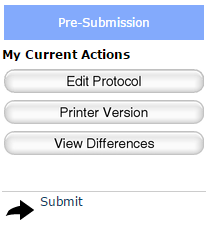 Pre-Submission
My Current Actions
Edit Protocol
Printer Version
View Differences
Submit